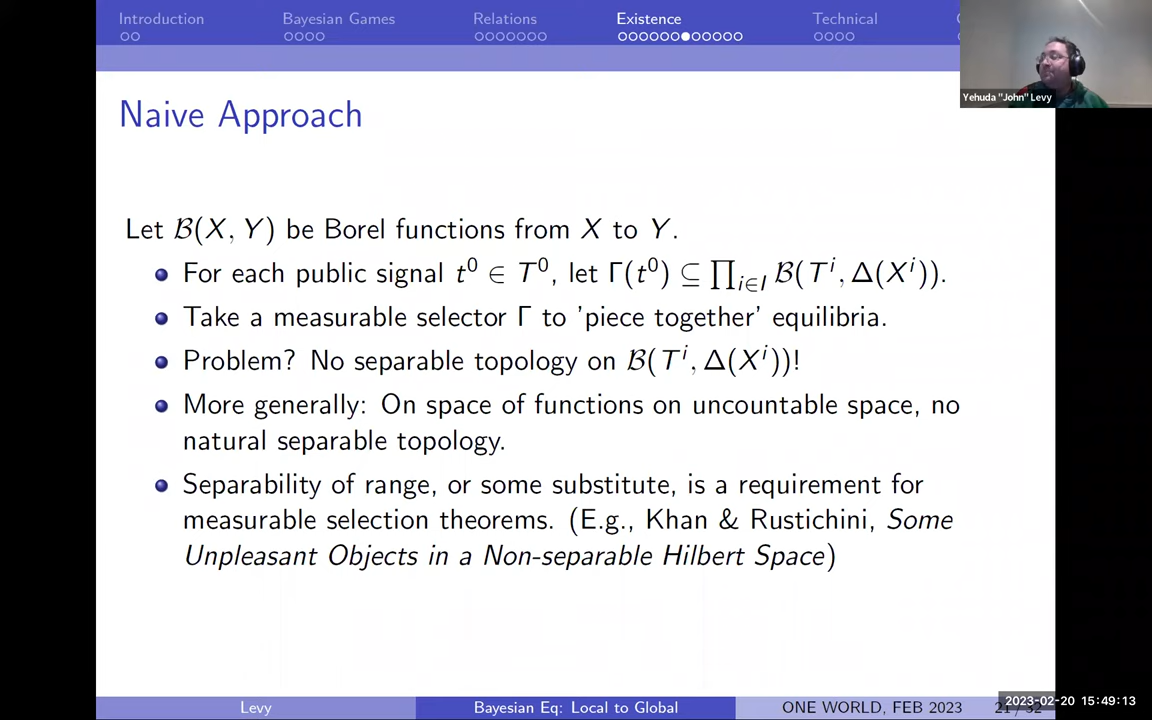 Introduction Bayesian Games Relations Existence Technical
Yehuda "John" Levy
Naive Approach
Let ℬ(X, Y) be Borel functions from X to Y.
For each public signal t⁰ ∈ T⁰, let Γ(t⁰) ⊆ ∏_{i∈I} ℬ(Tⁱ, Δ(Xⁱ)).
Take a measurable selector Γ to 'piece together' equilibria.
Problem? No separable topology on ℬ(Tⁱ, Δ(Xⁱ))!
More generally: On space of functions on uncountable space, no
natural separable topology.
Separability of range, or some substitute, is a requirement for
measurable selection theorems. (E.g., Khan & Rustichini, Some
Unpleasant Objects in a Non-separable Hilbert Space)
Levy Bayesian Eq: Local to Global ONE WORLD, FEB 2023
2023-02-20 15:49:13